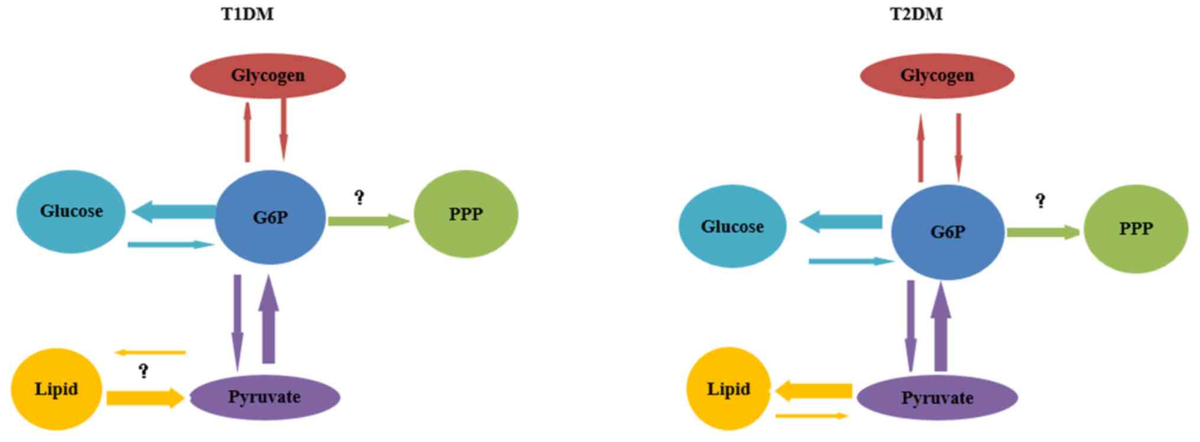 T1DM
Glycogen
Glucose
G6P
?
PPP
?
Lipid
Pyruvate
T2DM
Glycogen
Glucose
G6P
?
PPP
Lipid
Pyruvate